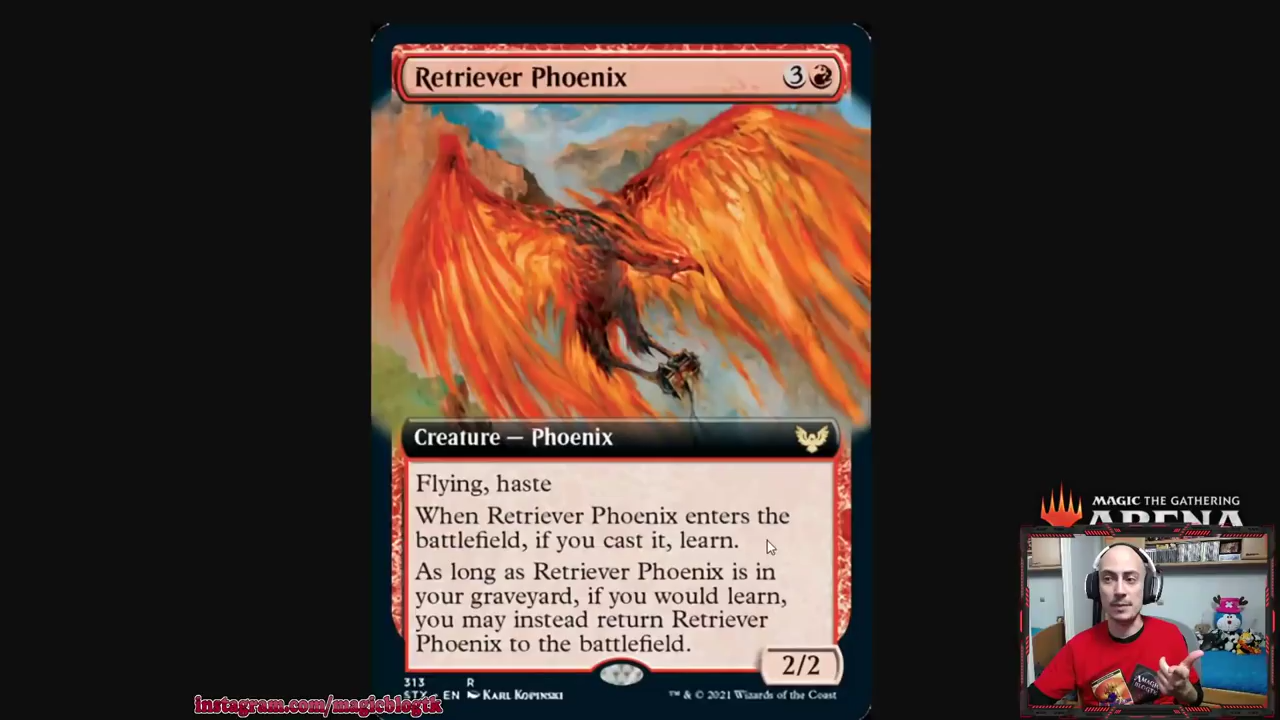 Retriever Phoenix
3
Creature — Phoenix
Flying, haste
When Retriever Phoenix enters the
battlefield, if you cast it, learn.
As long as Retriever Phoenix is in
your graveyard, if you would learn,
you may instead return Retriever
Phoenix to the battlefield.
2/2
313 R
STX EN KARL KOPINSKI
™ & © 2021 Wizards of the Coast
instagram.com/magicblogtk
MAGIC THE GATHERING
ARENA